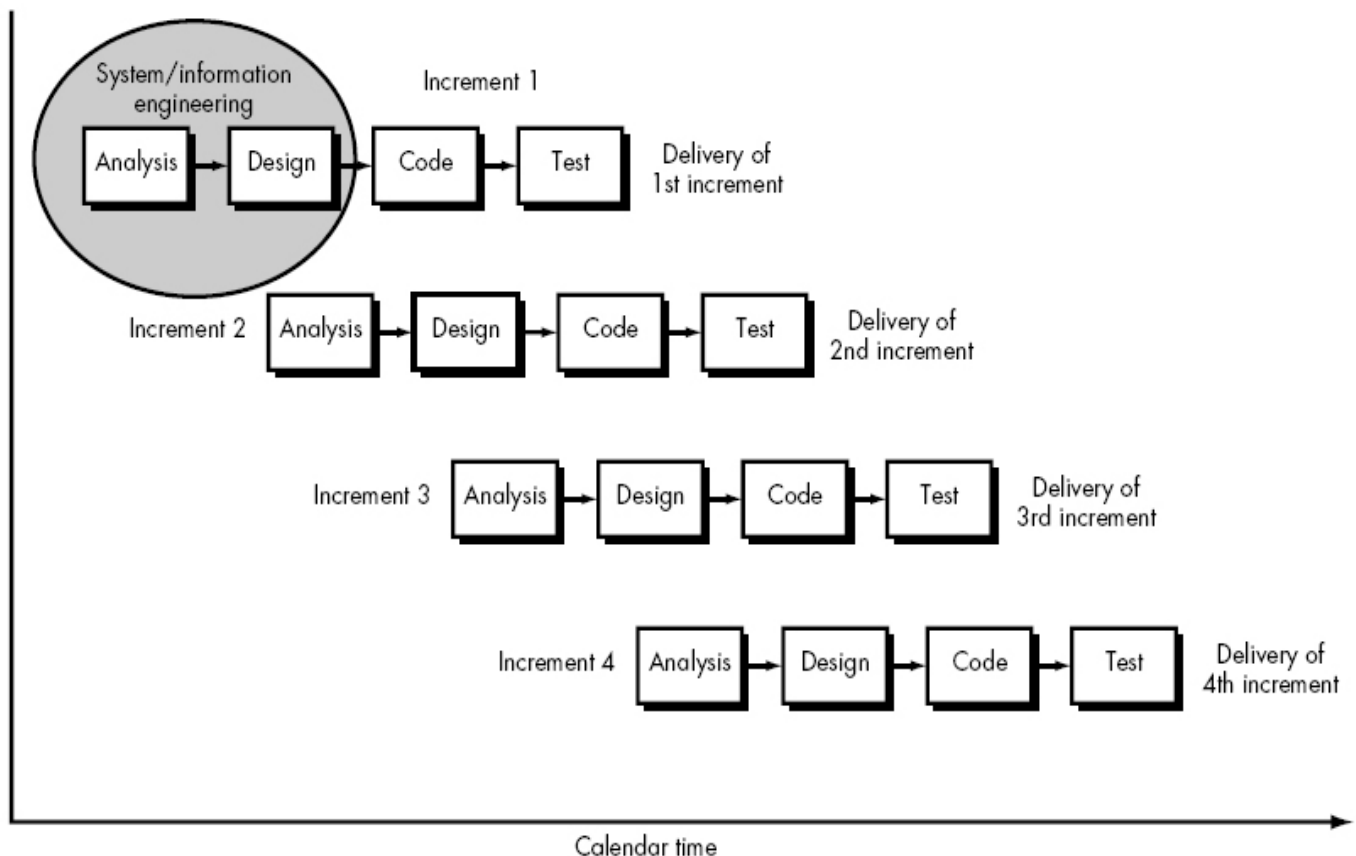 System/information
engineering
Increment 1
Analysis
Design
Code
Test
Delivery of
1st increment
Increment 2
Analysis
Design
Code
Test
Delivery of
2nd increment
Increment 3
Analysis
Design
Code
Test
Delivery of
3rd increment
Increment 4
Analysis
Design
Code
Test
Delivery of
4th increment
Calendar time